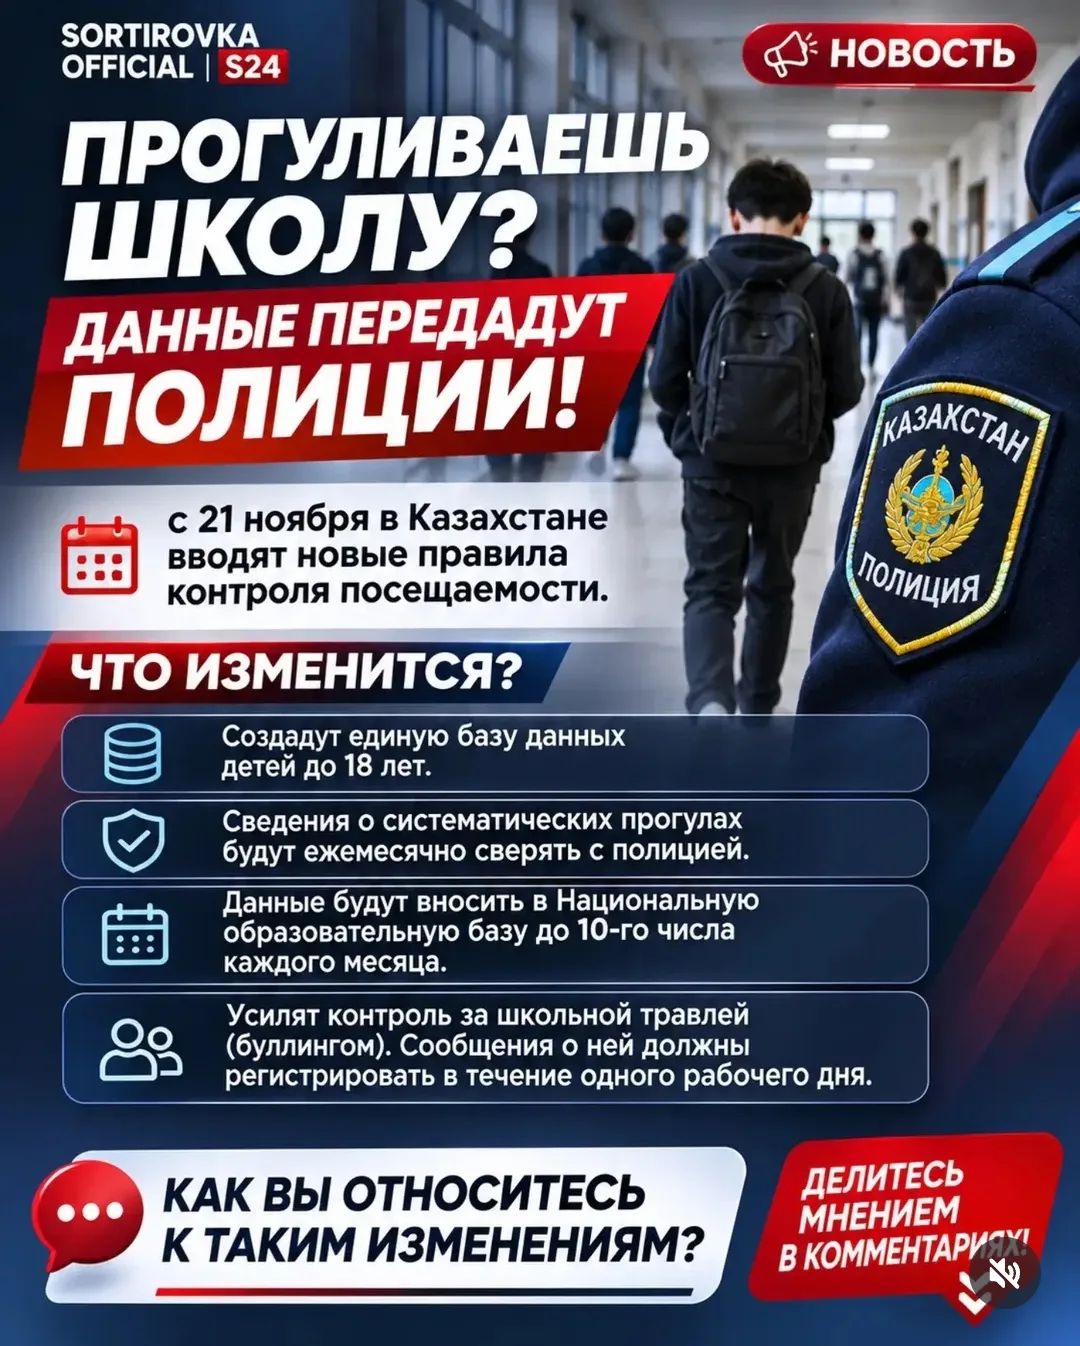 SORTIROVKA
OFFICIAL | S24
НОВОСТЬ
ПРОГУЛИВАЕШЬ
ШКОЛУ?
ДАННЫЕ ПЕРЕДАДУТ
ПОЛИЦИИ!
с 21 ноября в Казахстане
вводят новые правила
контроля посещаемости.
КАЗАКСТАН
ПОЛИЦИЯ
ЧТО ИЗМЕНИТСЯ?
Создадут единую базу данных
детей до 18 лет.
Сведения о систематических прогулах
будут ежемесячно сверять с полицией.
Данные будут вносить в Национальную
образовательную базу до 10-го числа
каждого месяца.
Усилят контроль за школьной травлей
(буллингом). Сообщения о ней должны
регистрировать в течение одного рабочего дня.
КАК ВЫ ОТНОСИТЕСЬ
К ТАКИМ ИЗМЕНЕНИЯМ?
ДЕЛИТЕСЬ
МНЕНИЕМ
В КОММЕНТАРИЯХ!